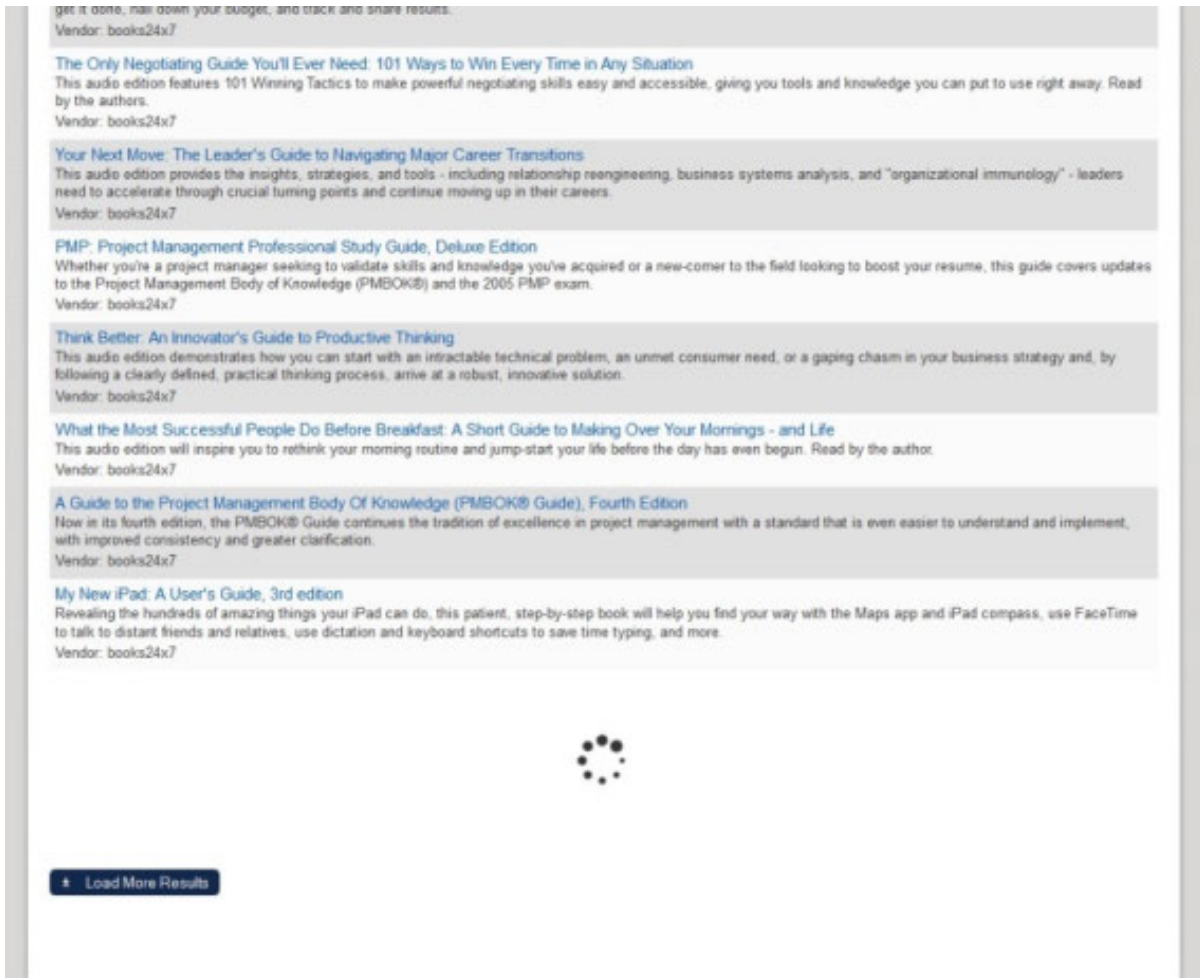 get it done, nail down your budget, and track and share results.
Vendor: books24x7
The Only Negotiating Guide You'll Ever Need: 101 Ways to Win Every Time in Any Situation
This audio edition features 101 Winning Tactics to make powerful negotiating skills easy and accessible, giving you tools and knowledge you can put to use right away. Read
by the authors.
Vendor: books24x7
Your Next Move: The Leader's Guide to Navigating Major Career Transitions
This audio edition provides the insights, strategies, and tools - including relationship reengineering, business systems analysis, and "organizational immunology" - leaders
need to accelerate through crucial turning points and continue moving up in their careers.
Vendor: books24x7
PMP: Project Management Professional Study Guide, Deluxe Edition
Whether you're a project manager seeking to validate skills and knowledge you've acquired or a new-comer to the field looking to boost your resume, this guide covers updates
to the Project Management Body of Knowledge (PMBOK®) and the 2005 PMP exam.
Vendor: books24x7
Think Better: An Innovator's Guide to Productive Thinking
This audio edition demonstrates how you can start with an intractable technical problem, an unmet consumer need, or a gaping chasm in your business strategy and, by
following a clearly defined, practical thinking process, arrive at a robust, innovative solution.
Vendor: books24x7
What the Most Successful People Do Before Breakfast: A Short Guide to Making Over Your Mornings - and Life
This audio edition will inspire you to rethink your morning routine and jump-start your life before the day has even begun. Read by the author.
Vendor: books24x7
A Guide to the Project Management Body Of Knowledge (PMBOK® Guide), Fourth Edition
Now in its fourth edition, the PMBOK® Guide continues the tradition of excellence in project management with a standard that is even easier to understand and implement,
with improved consistency and greater clarification.
Vendor: books24x7
My New iPad: A User's Guide, 3rd edition
Revealing the hundreds of amazing things your iPad can do, this patient, step-by-step book will help you find your way with the Maps app and iPad compass, use FaceTime
to talk to distant friends and relatives, use dictation and keyboard shortcuts to save time typing, and more.
Vendor: books24x7
Load More Results